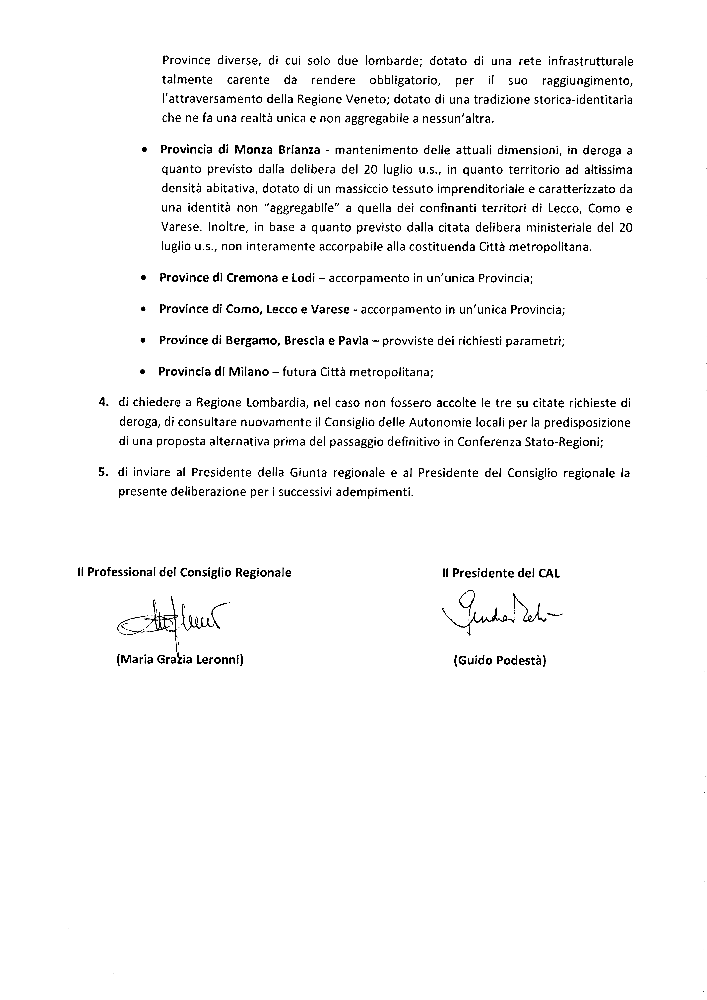 Province diverse, di cui solo due lombarde; dotato di una rete infrastrutturale
talmente carente da rendere obbligatorio, per il suo raggiungimento,
l'attraversamento della Regione Veneto; dotato di una tradizione storica-identitaria
che ne fa una realtà unica e non aggregabile a nessun'altra.
• Provincia di Monza Brianza - mantenimento delle attuali dimensioni, in deroga a
quanto previsto dalla delibera del 20 luglio u.s., in quanto territorio ad altissima
densità abitativa, dotato di un massiccio tessuto imprenditoriale e caratterizzato da
una identità non "aggregabile" a quella dei confinanti territori di Lecco, Como e
Varese. Inoltre, in base a quanto previsto dalla citata delibera ministeriale del 20
luglio u.s., non interamente accorpabile alla costituenda Città metropolitana.
• Province di Cremona e Lodi – accorpamento in un'unica Provincia;
• Province di Como, Lecco e Varese - accorpamento in un'unica Provincia;
• Province di Bergamo, Brescia e Pavia – provviste dei richiesti parametri;
• Provincia di Milano – futura Città metropolitana;
4. di chiedere a Regione Lombardia, nel caso non fossero accolte le tre su citate richieste di
deroga, di consultare nuovamente il Consiglio delle Autonomie locali per la predisposizione
di una proposta alternativa prima del passaggio definitivo in Conferenza Stato-Regioni;
5. di inviare al Presidente della Giunta regionale e al Presidente del Consiglio regionale la
presente deliberazione per i successivi adempimenti.
Il Professional del Consiglio Regionale
Il Presidente del CAL
(Maria Grazia Leronni)
(Guido Podestà)